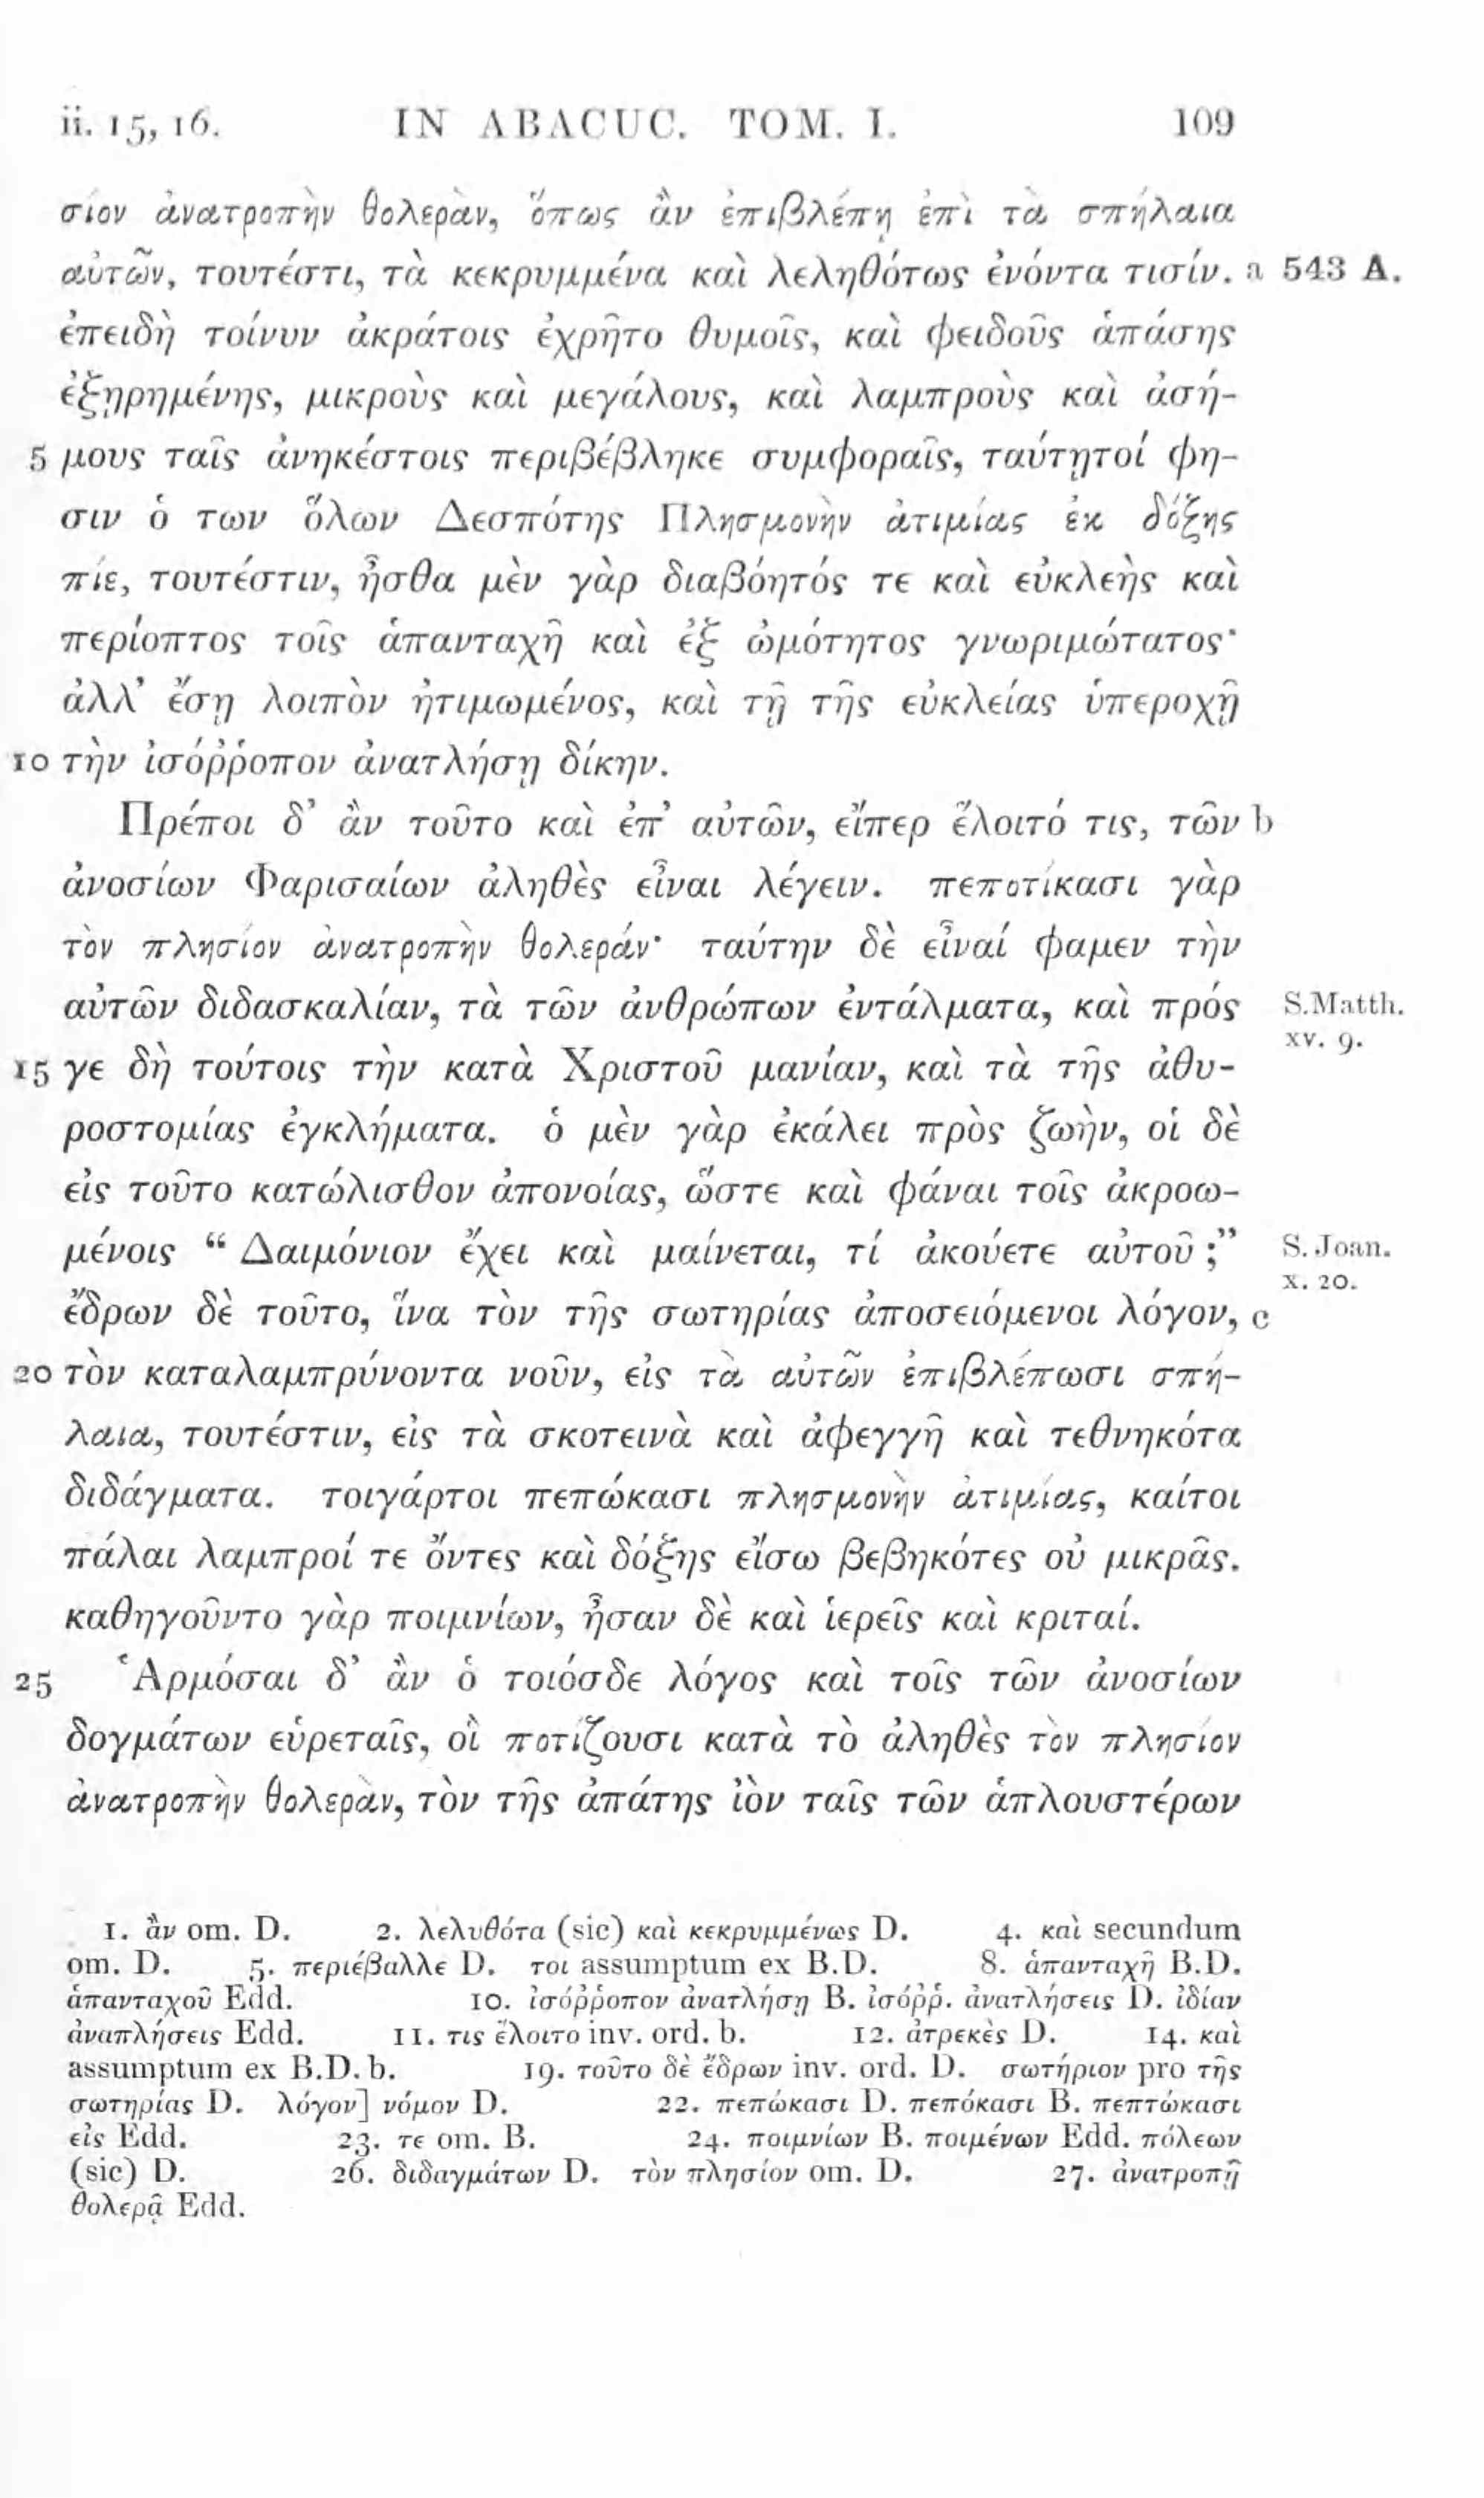 ii. 15, 16. IN ABACUC. TOM. I. 109
σιον ἀνατροπὴν θολερὰν, ὅπως ἂν ἐπιβλέπῃ ἐπὶ τὰ σπήλαια
αὐτῶν, τουτέστι, τὰ κεκρυμμένα καὶ λεληθότως ἐνόντα τισίν. a 543 A.
ἐπειδὴ τοίνυν ἀκράτοις ἐχρῆτο θυμοῖς, καὶ φειδοῦς ἁπάσης
ἐξῃρημένης, μικροὺς καὶ μεγάλους, καὶ λαμπροὺς καὶ ἀσή-
5 μους ταῖς ἀνηκέστοις περιβέβληκε συμφοραῖς, ταύτῃτοί φη-
σιν ὁ των ὅλων Δεσπότης Πλησμονὴν ἀτιμίας ἐκ δόξης
πίε, τουτέστιν, ἦσθα μὲν γὰρ διαβόητός τε καὶ εὐκλεὴς καὶ
περίοπτος τοῖς ἁπανταχῆ καὶ ἐξ ὠμότητος γνωριμώτατος·
ἀλλ’ ἔσῃ λοιπὸν ἠτιμωμένος, καὶ τῇ τῆς εὐκλείας ὑπεροχῇ
10 τὴν ἰσόῤῥοπον ἀνατλήσῃ δίκην.
Πρέποι δ’ ἂν τοῦτο καὶ ἐπ’ αὐτῶν, εἴπερ ἕλοιτό τις, τῶν b
ἀνοσίων Φαρισαίων ἀληθὲς εἶναι λέγειν. πεποτίκασι γὰρ
τὸν πλησίον ἀνατροπὴν θολεράν· ταύτην δὲ εἶναί φαμεν τὴν
αὐτῶν διδασκαλίαν, τὰ τῶν ἀνθρώπων ἐντάλματα, καὶ πρός S.Matth.
xv. 9.
15 γε δὴ τούτοις τὴν κατὰ Χριστοῦ μανίαν, καὶ τὰ τῆς ἀθυ-
ροστομίας ἐγκλήματα. ὁ μὲν γὰρ ἐκάλει πρὸς ζωὴν, οἱ δὲ
εἰς τοῦτο κατώλισθον ἀπονοίας, ὥστε καὶ φάναι τοῖς ἀκροω-
μένοις “ Δαιμόνιον ἔχει καὶ μαίνεται, τί ἀκούετε αὐτοῦ ;” S. Joan.
x. 20.
ἔδρων δὲ τοῦτο, ἵνα τὸν τῆς σωτηρίας ἀποσειόμενοι λόγον, c
20 τὸν καταλαμπρύνοντα νοῦν, εἰς τὰ αὐτῶν ἐπιβλέπωσι σπή-
λαια, τουτέστιν, εἰς τὰ σκοτεινὰ καὶ ἀφεγγῆ καὶ τεθνηκότα
διδάγματα. τοιγάρτοι πεπώκασι πλησμονὴν ἀτιμίας, καίτοι
πάλαι λαμπροί τε ὄντες καὶ δόξης εἴσω βεβηκότες οὐ μικρᾶς.
καθηγοῦντο γὰρ ποιμνίων, ἦσαν δὲ καὶ ἱερεῖς καὶ κριταί.
25 Ἁρμόσαι δ’ ἂν ὁ τοιόσδε λόγος καὶ τοῖς τῶν ἀνοσίων
δογμάτων εὑρεταῖς, οἳ ποτίζουσι κατὰ τὸ ἀληθὲς τὸν πλησίον
ἀνατροπὴν θολερὰν, τὸν τῆς ἀπάτης ἰὸν ταῖς τῶν ἁπλουστέρων
1. ἂν om. D. 2. λελυθότα (sic) καὶ κεκρυμμένως D. 4. καὶ secundum
om. D. 5. περιέβαλλε D. τοι assumptum ex B.D. 8. ἁπανταχῆ B.D.
ἁπανταχοῦ Edd. 10. ἰσόῤῥοπον ἀνατλήσῃ B. ἰσόῤῥ. ἀνατλήσεις D. ἰδίαν
ἀναπλήσεις Edd. 11. τις ἕλοιτο inv. ord. b. 12. ἀτρεκὲς D. 14. καὶ
assumptum ex B.D. b. 19. τοῦτο δὲ ἔδρων inv. ord. D. σωτήριον pro τῆς
σωτηρίας D. λόγον] νόμον D. 22. πεπώκασι D. πεπόκασι B. πεπτώκασι
εἰς Edd. 23. τε om. B. 24. ποιμνίων B. ποιμένων Edd. πόλεων
(sic) D. 26. διδαγμάτων D. τὸν πλησίον om. D. 27. ἀνατροπῇ
θολερᾷ Edd.